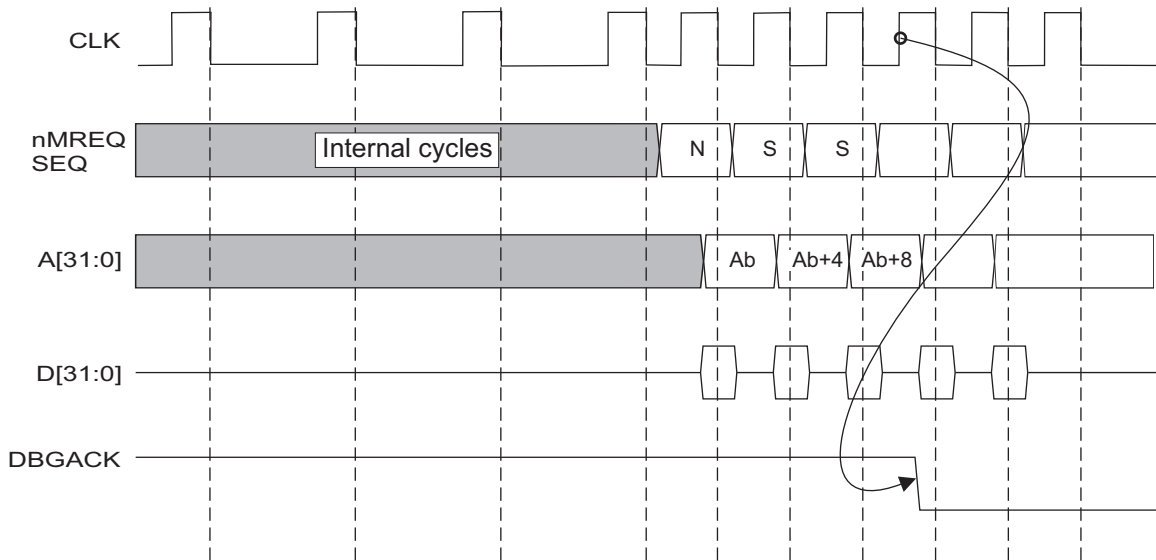 CLK
nMREQ
SEQ
Internal cycles
N
S
S
A[31:0]
Ab
Ab+4
Ab+8
D[31:0]
DBGACK